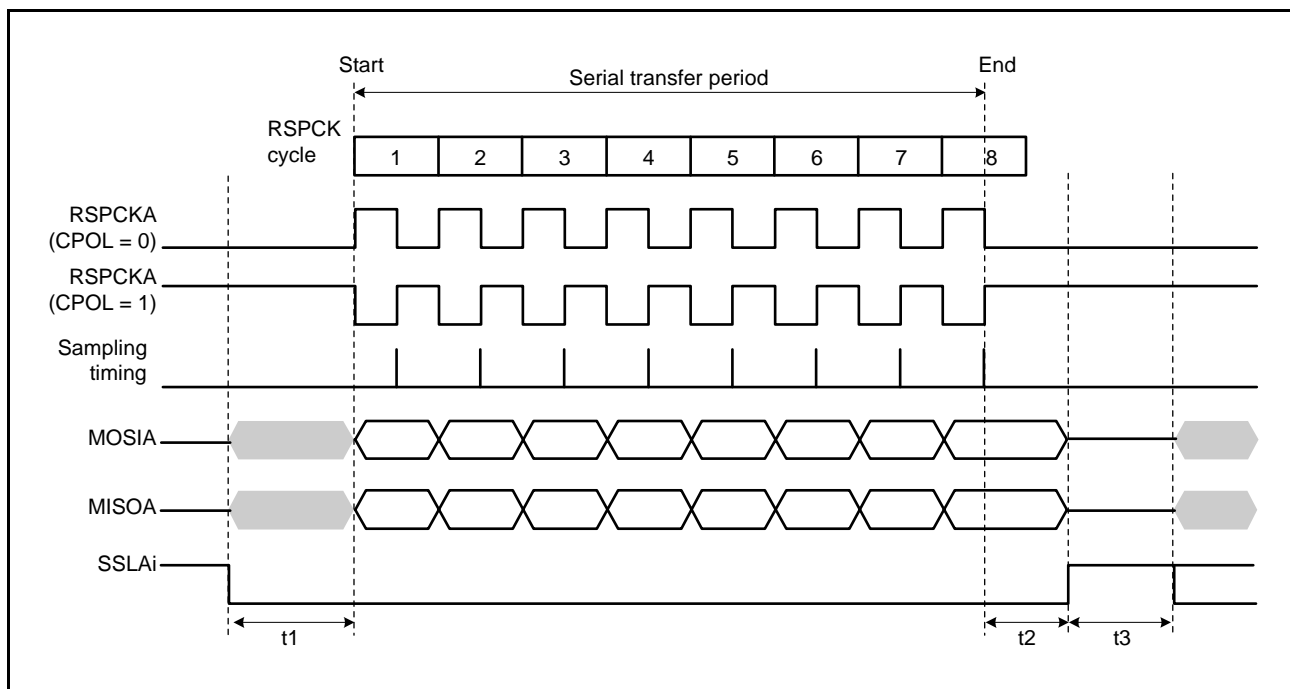 Start
Serial transfer period
End
RSPCK
cycle
1 2 3 4 5 6 7 8
RSPCKA
(CPOL = 0)
RSPCKA
(CPOL = 1)
Sampling
timing
MOSIA
MISOA
SSLAi
t1
t2
t3